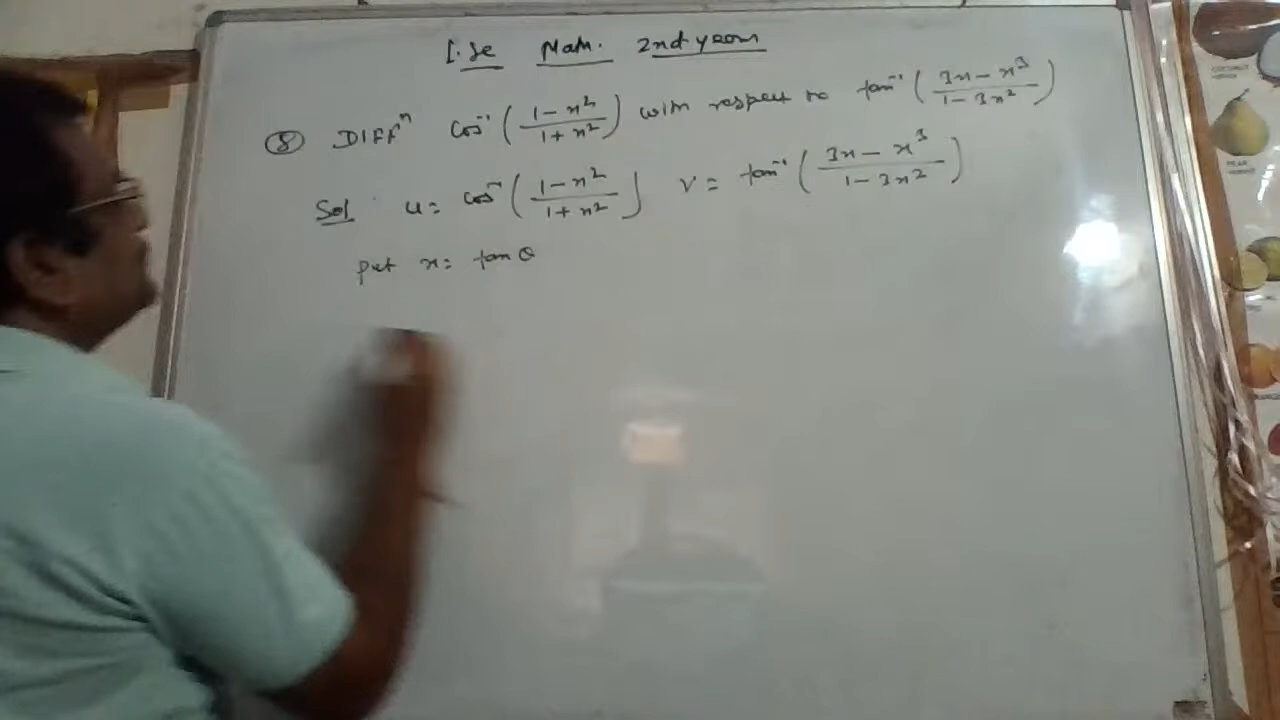 I.Sc Math. 2nd year
⑧ DIFFⁿ cos⁻¹ ( (1 - x²) / (1 + x²) ) with respect to tan⁻¹ ( (3x - x³) / (1 - 3x²) )
Sol u = cos⁻¹ ( (1 - x²) / (1 + x²) ) v = tan⁻¹ ( (3x - x³) / (1 - 3x²) )
put x = tan θ
PEAR